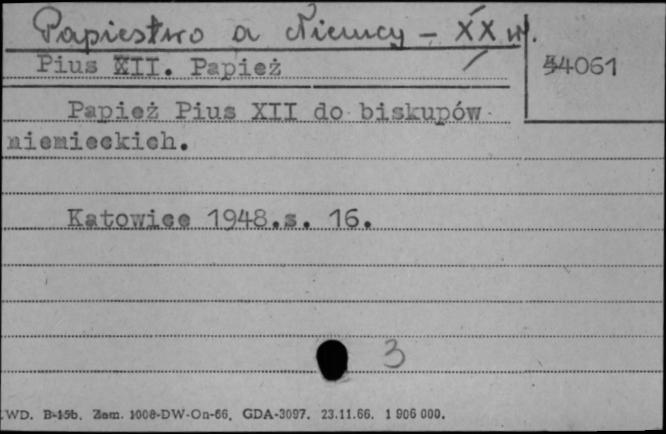 Papiestwo a Niemcy - XX w.
Pius XII. Papież
54061
Papież Pius XII do biskupów
niemieckich.
Katowice 1948.s. 16.
3
WD. B-15b. Zam. 1008-DW-On-66. GDA-3097. 23.11.66. 1 906 000.